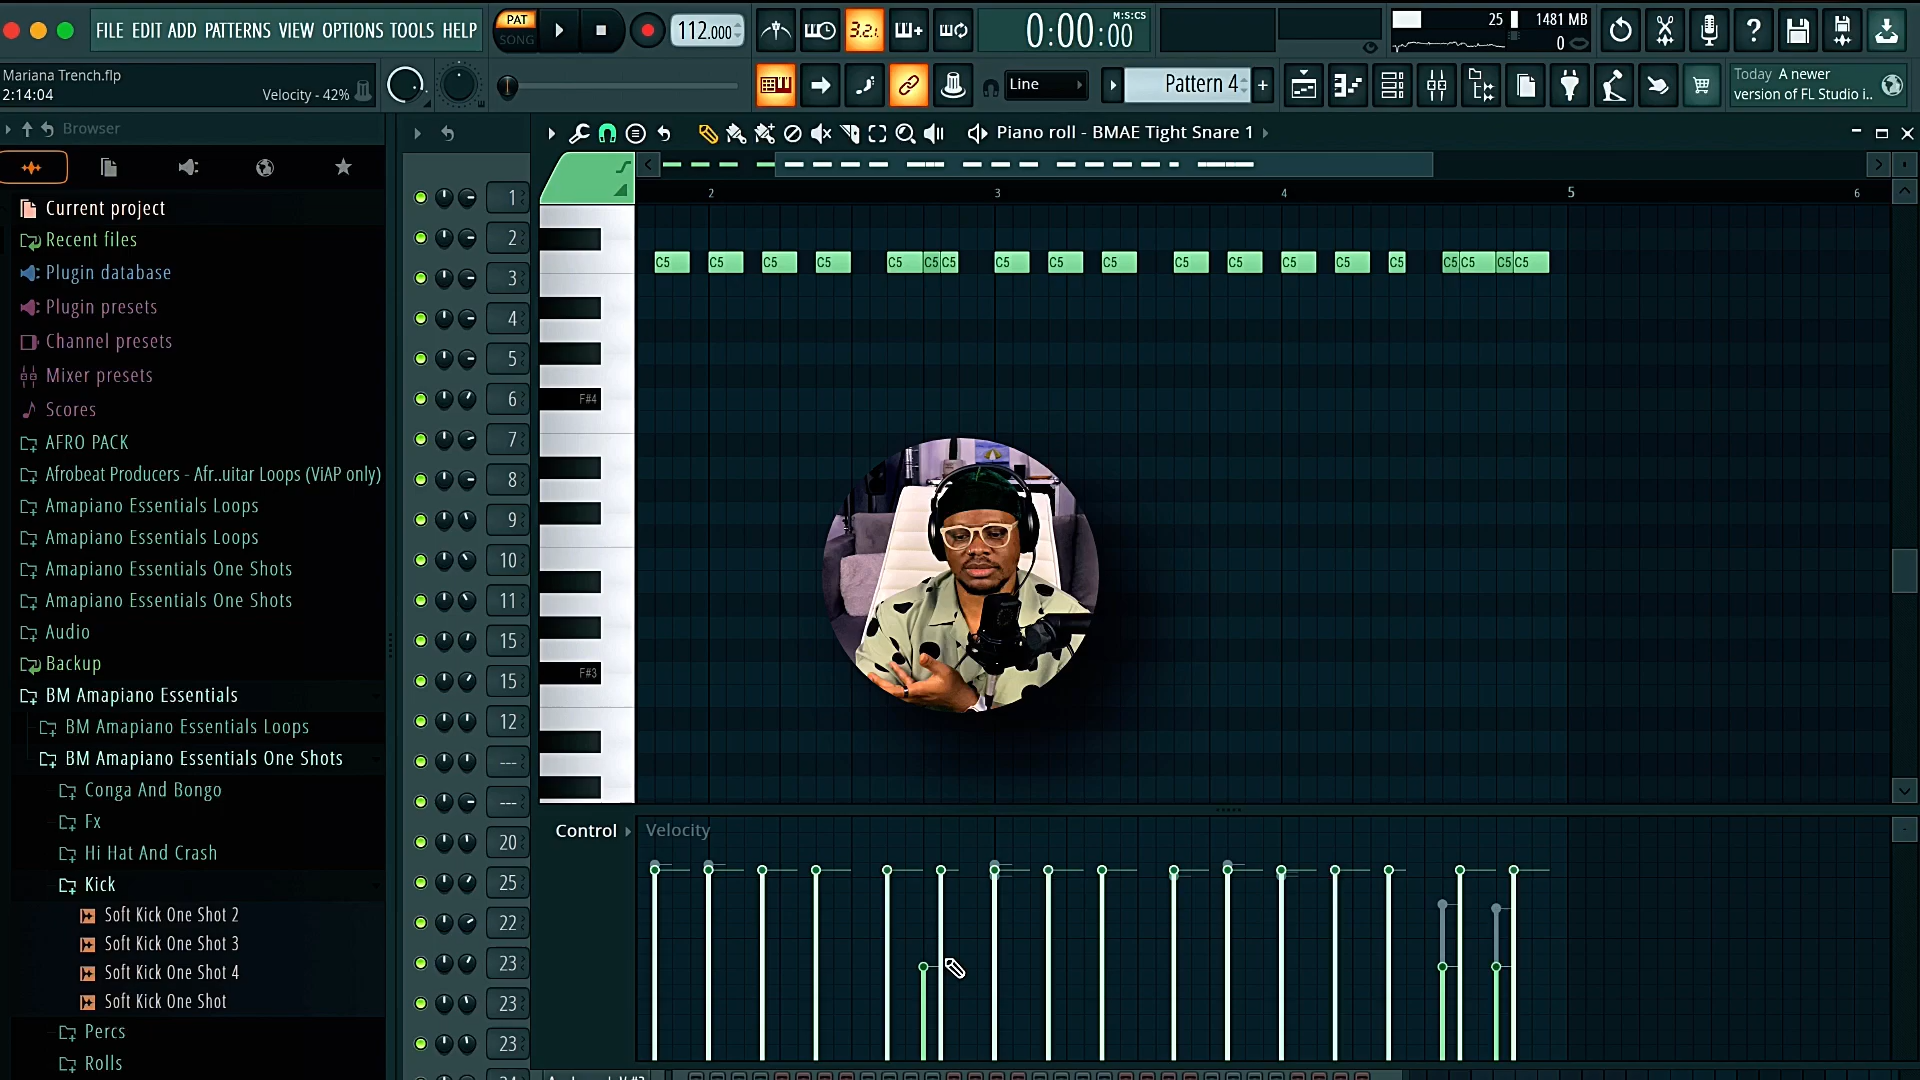 FILE EDIT ADD PATTERNS VIEW OPTIONS TOOLS HELP
PAT
SONG
112.000
3.2.1
M:S:CS
0:00:00
25
1481 MB
0
Mariana Trench.flp
2:14:04
Velocity - 42%
Line
Pattern 4
+
Today A newer
version of FL Studio i..
Browser
Piano roll - BMAE Tight Snare 1
Current project
Recent files
Plugin database
Plugin presets
Channel presets
Mixer presets
Scores
AFRO PACK
Afrobeat Producers - Afr..uitar Loops (ViAP only)
Amapiano Essentials Loops
Amapiano Essentials Loops
Amapiano Essentials One Shots
Amapiano Essentials One Shots
Audio
Backup
BM Amapiano Essentials
BM Amapiano Essentials Loops
BM Amapiano Essentials One Shots
Conga And Bongo
Fx
Hi Hat And Crash
Kick
Soft Kick One Shot 2
Soft Kick One Shot 3
Soft Kick One Shot 4
Soft Kick One Shot
Percs
Rolls
1
2
3
4
5
6
7
8
9
10
11
15
15
12
---
---
20
25
22
23
23
23
2 3 4 5 6
C5 C5 C5 C5 C5 C5 C5 C5 C5 C5 C5 C5 C5 C5 C5 C5 C5 C5 C5
F#4
F#3
Control
Velocity